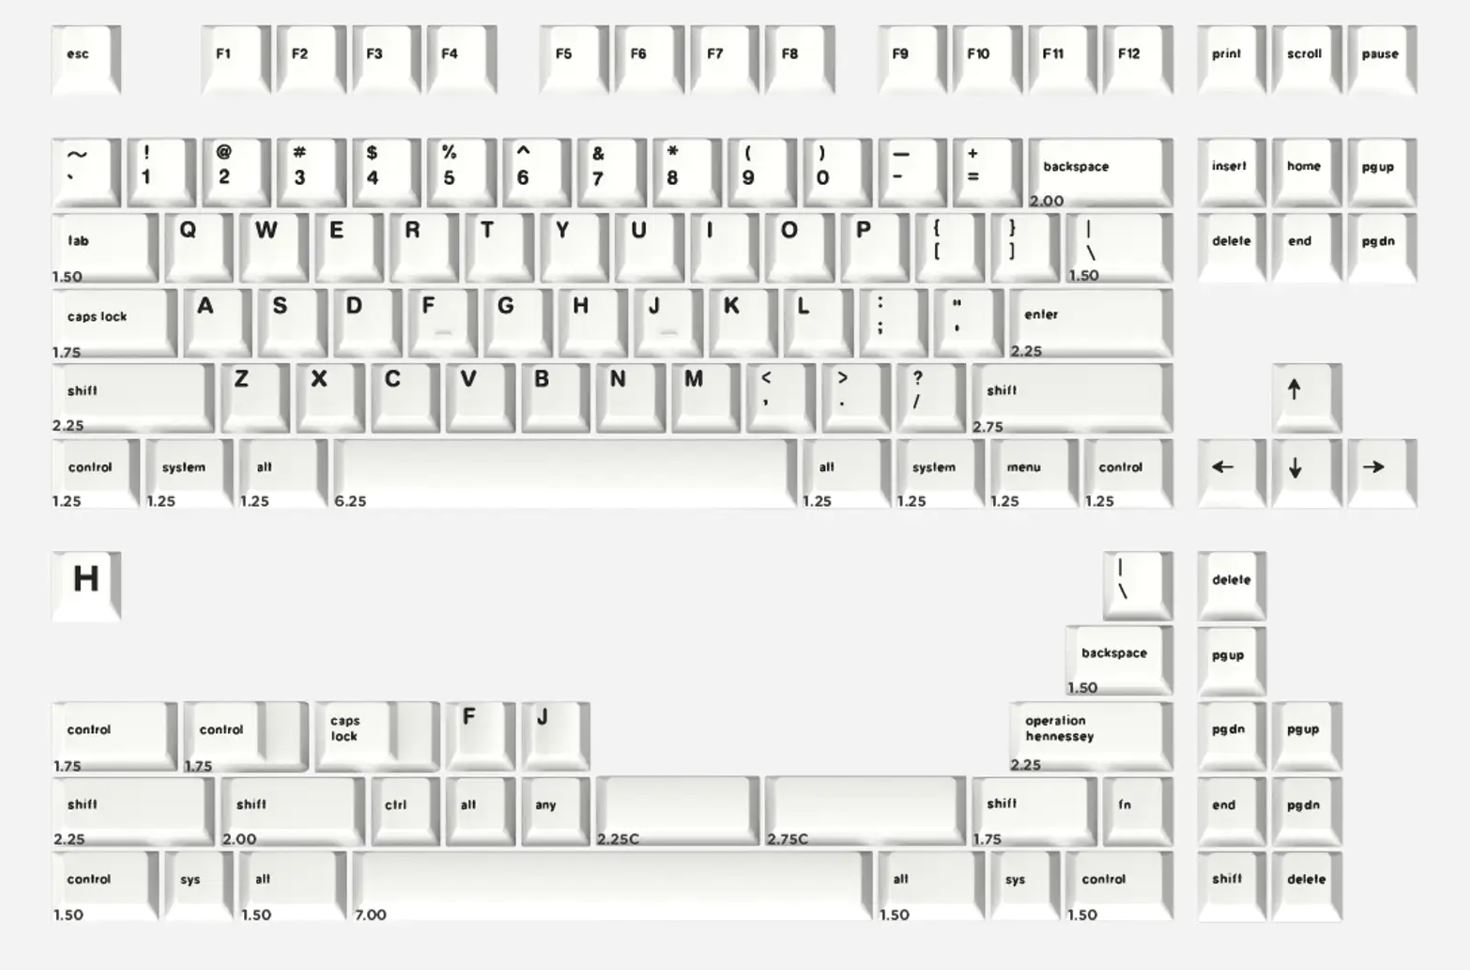 esc F1 F2 F3 F4 F5 F6 F7 F8 F9 F10 F11 F12 print scroll pause
~ ! @ # $ % ^ & * ( ) — +
` 1 2 3 4 5 6 7 8 9 0 - = backspace insert home pgup
2.00
tab Q W E R T Y U I O P { } |
[ ] \ delete end pgdn
1.50 1.50
caps lock A S D F G H J K L : " enter
; '
1.75 2.25
shift Z X C V B N M < > ? shift ↑
, . /
2.25 2.75
control system alt alt system menu control ← ↓ →
1.25 1.25 1.25 6.25 1.25 1.25 1.25 1.25
H | delete
\
backspace pgup
1.50
control control caps F J operation pgdn pgup
lock hennessey
1.75 1.75 2.25
shift shift ctrl alt any shift fn end pgdn
2.25 2.00 2.25C 2.75C 1.75
control sys alt alt sys control shift delete
1.50 1.50 7.00 1.50 1.50